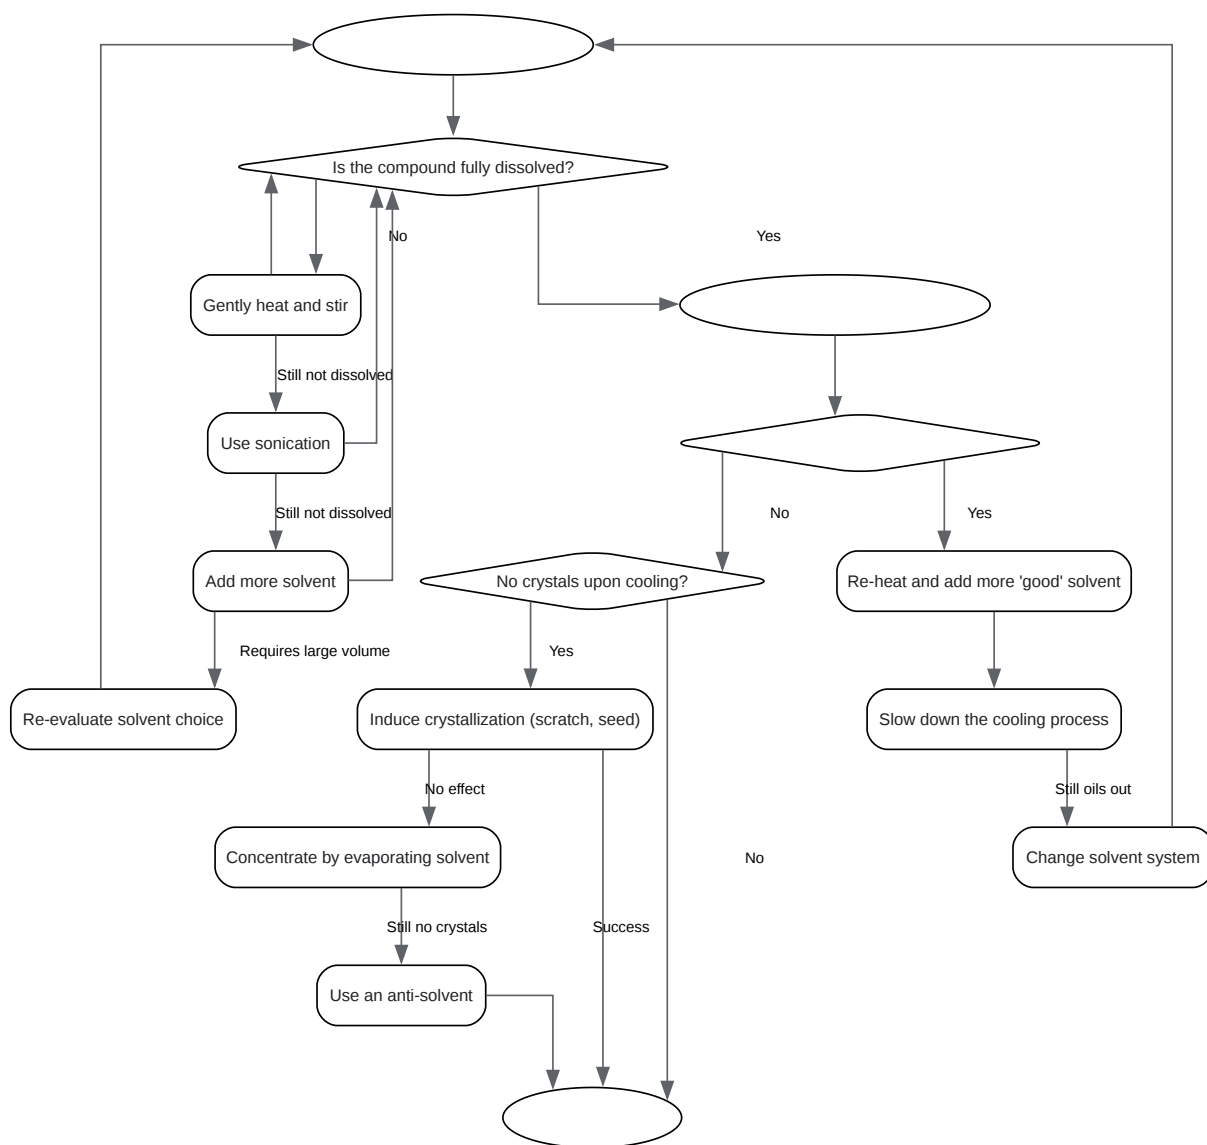 Is the compound fully dissolved?
No
Yes
Gently heat and stir
Still not dissolved
Use sonication
Still not dissolved
No
Yes
Add more solvent
No crystals upon cooling?
Re-heat and add more 'good' solvent
Requires large volume
Yes
Re-evaluate solvent choice
Induce crystallization (scratch, seed)
Slow down the cooling process
No effect
Still oils out
Concentrate by evaporating solvent
No
Change solvent system
Still no crystals
Success
Use an anti-solvent